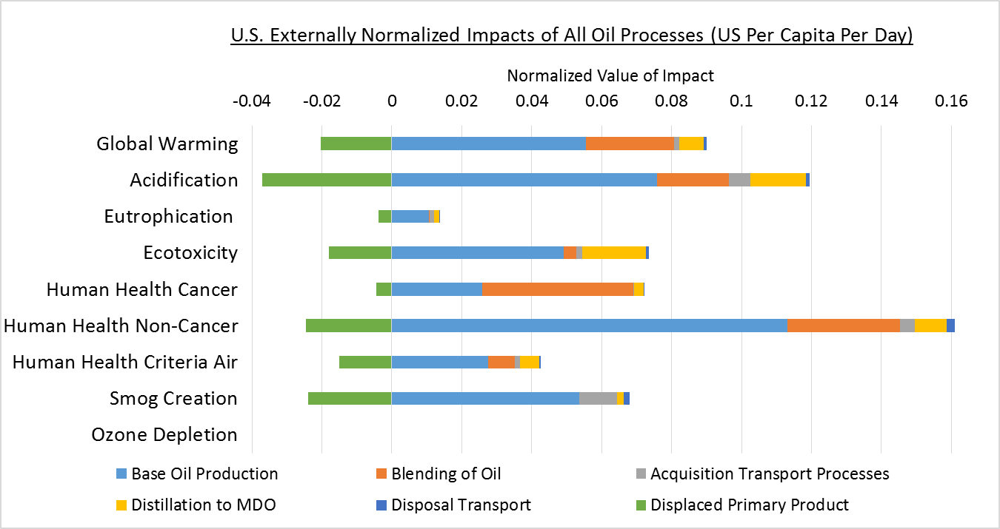 U.S. Externally Normalized Impacts of All Oil Processes (US Per Capita Per Day)
Normalized Value of Impact
-0.04 -0.02 0 0.02 0.04 0.06 0.08 0.1 0.12 0.14 0.16
Global Warming
Acidification
Eutrophication
Ecotoxicity
Human Health Cancer
Human Health Non-Cancer
Human Health Criteria Air
Smog Creation
Ozone Depletion
Base Oil Production Blending of Oil Acquisition Transport Processes
Distillation to MDO Disposal Transport Displaced Primary Product